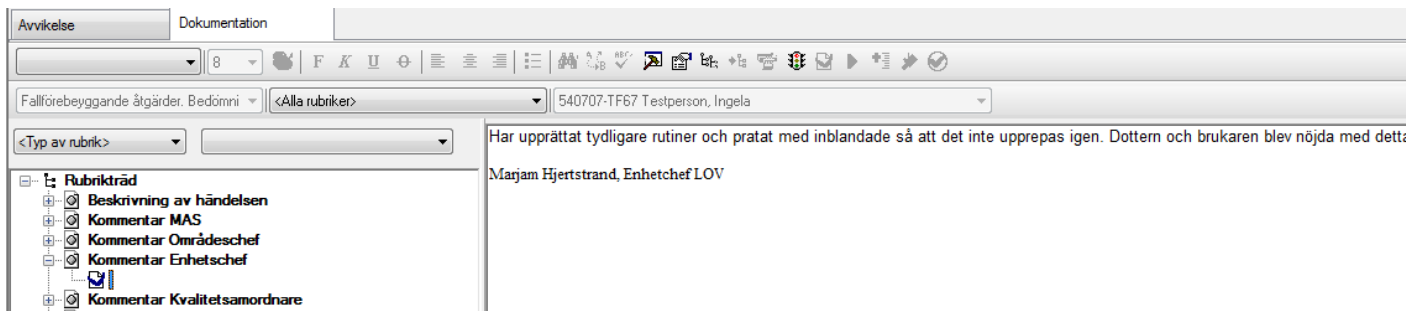 Avvikelse
Dokumentation
8
F K U O
ABC
Fallförebeyggande åtgärder. Bedömni
<Alla rubriker>
540707-TF67 Testperson, Ingela
<Typ av rubrik>
Har upprättat tydligare rutiner och pratat med inblandade så att det inte upprepas igen. Dottern och brukaren blev nöjda med detta
Marjam Hjertstrand, Enhetchef LOV
Rubrikträd
Beskrivning av händelsen
Kommentar MAS
Kommentar Områdeschef
Kommentar Enhetschef
Kommentar Kvalitetsamordnare